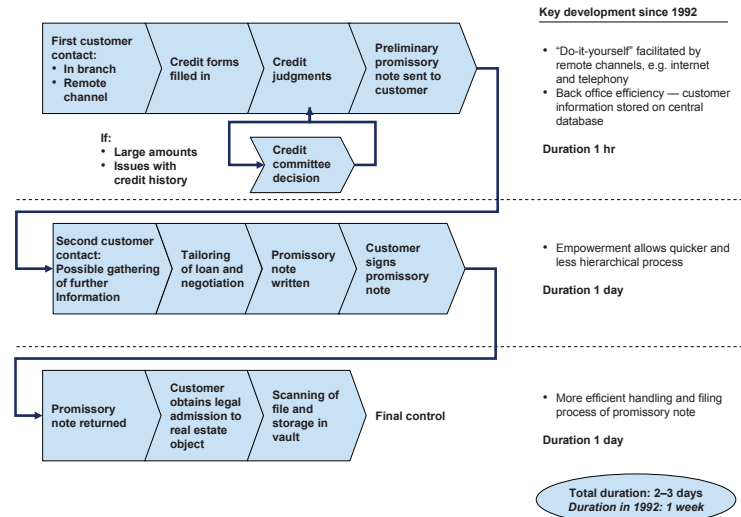 Key development since 1992
First customer
contact:
• In branch
• Remote
channel
Credit forms
filled in
Credit
judgments
Preliminary
promissory
note sent to
customer
• “Do-it-yourself” facilitated by
remote channels, e.g. internet
and telephony
• Back office efficiency — customer
information stored on central
database
Duration 1 hr
If:
• Large amounts
• Issues with
credit history
Credit
committee
decision
Second customer
contact:
Possible gathering
of further
Information
Tailoring
of loan and
negotiation
Promissory
note
written
Customer
signs
promissory
note
• Empowerment allows quicker and
less hierarchical process
Duration 1 day
Promissory
note returned
Customer
obtains legal
admission to
real estate
object
Scanning of
file and
storage in
vault
Final control
• More efficient handling and filing
process of promissory note
Duration 1 day
Total duration: 2–3 days
Duration in 1992: 1 week